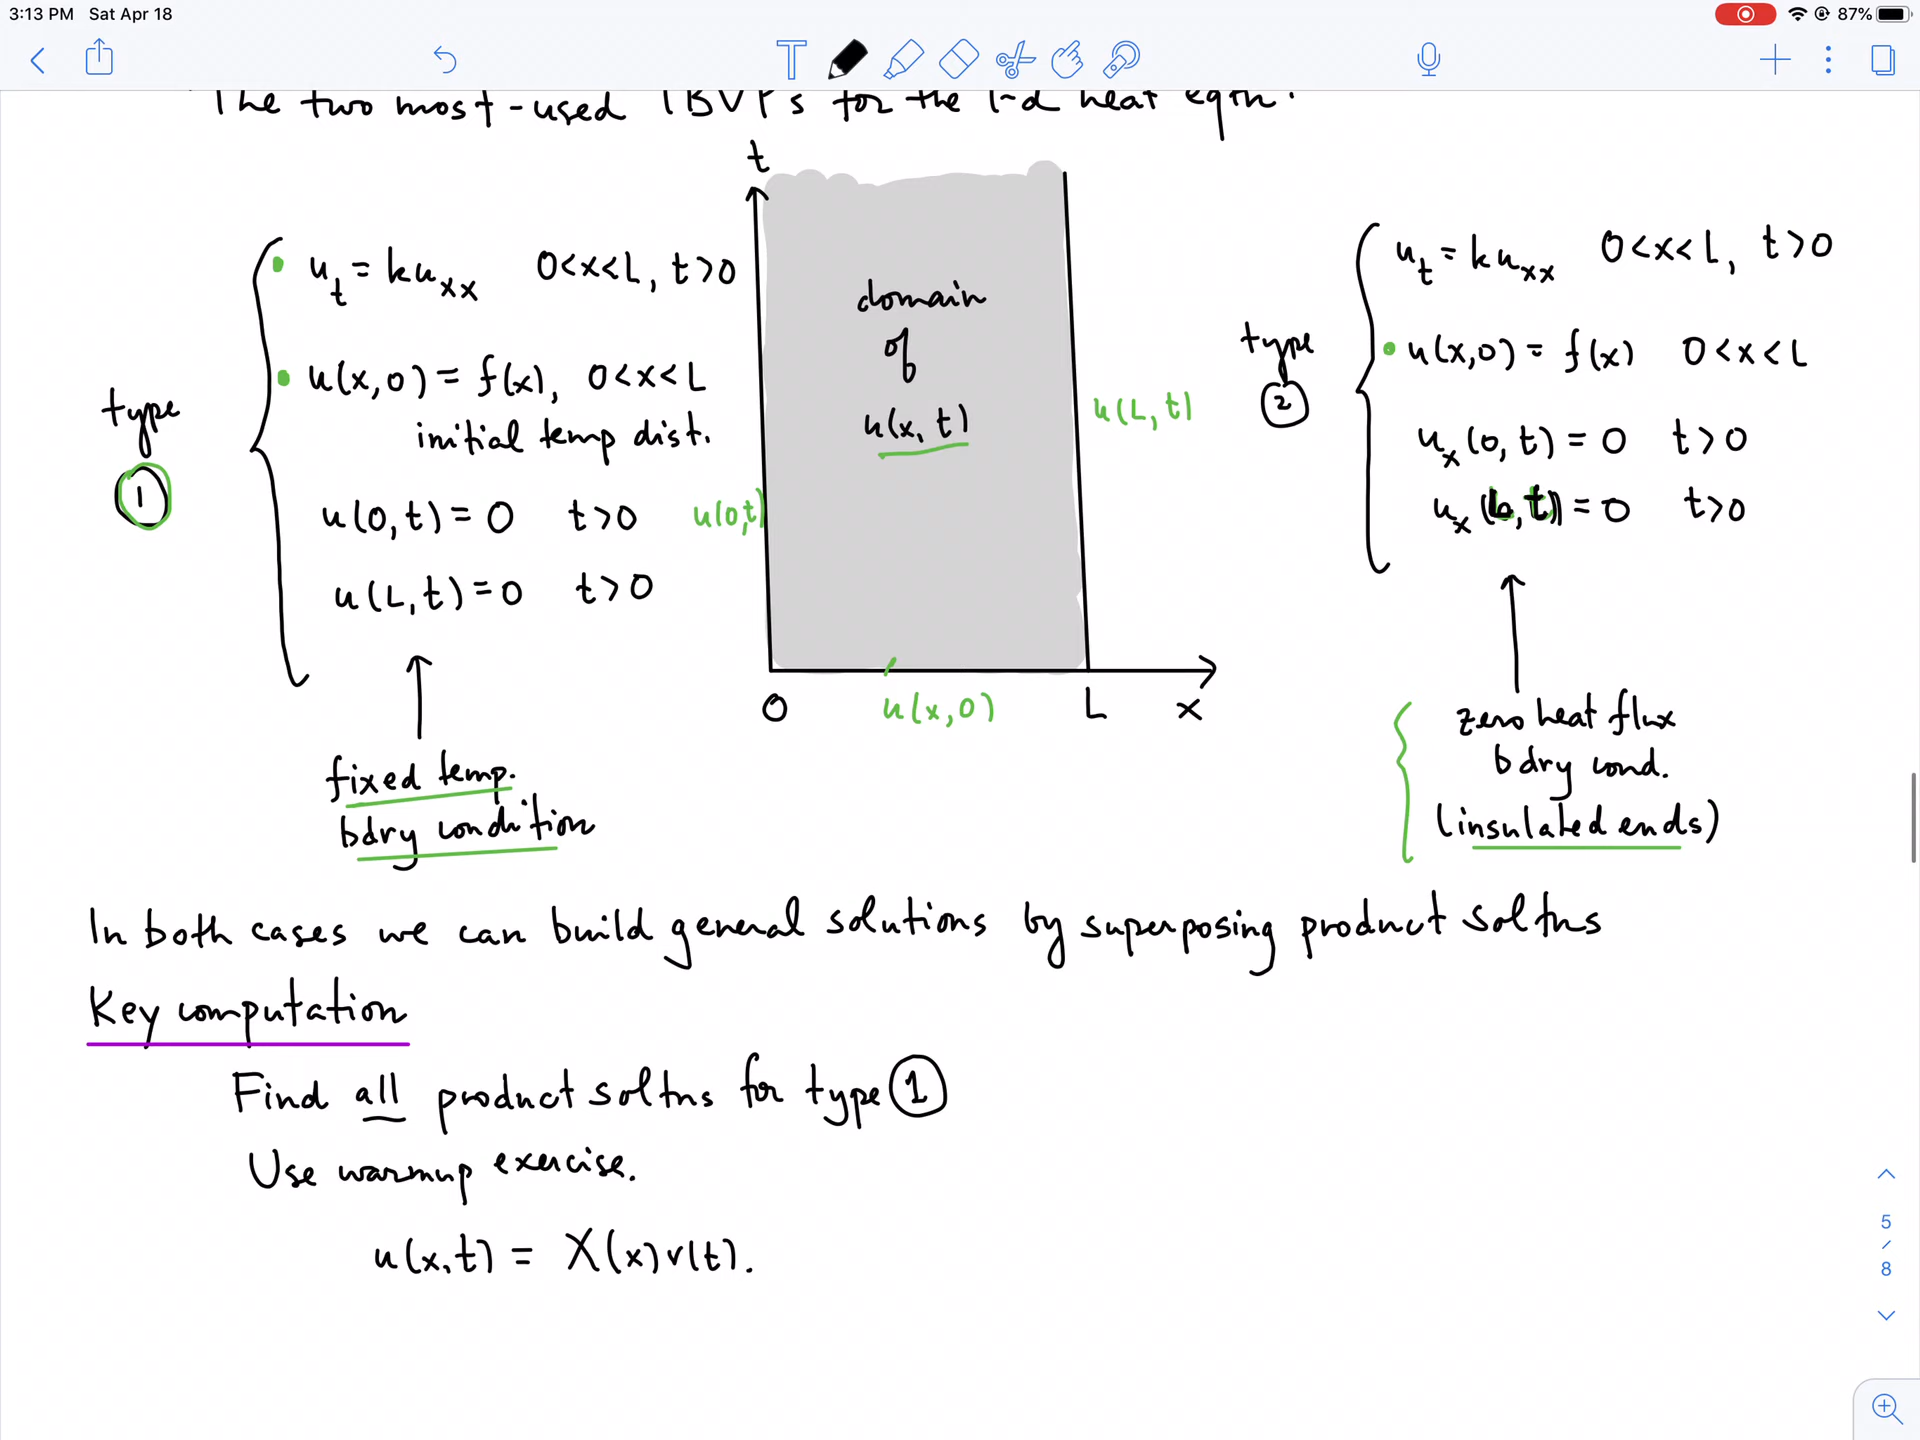 3:13 PM Sat Apr 18
87%
The two most-used IBVP's for the 1-d heat eqtn.
t
type
①
u_t = ku_xx 0<x<L, t>0
u(x,0) = f(x), 0<x<L
initial temp dist.
u(0,t) = 0 t>0
u(L,t) = 0 t>0
fixed temp.
bdry condition
domain
of
u(x,t)
u(0,t)
u(L,t)
0
u(x,0)
L
x
type
②
u_t = ku_xx 0<x<L, t>0
u(x,0) = f(x) 0<x<L
u_x(0,t) = 0 t>0
u_x(L,t) = 0 t>0
zero heat flux
bdry cond.
(insulated ends)
In both cases we can build general solutions by superposing product soltns
Key computation
Find all product soltns for type ①
Use warmup exercise.
u(x,t) = X(x)v(t).
5
/
8